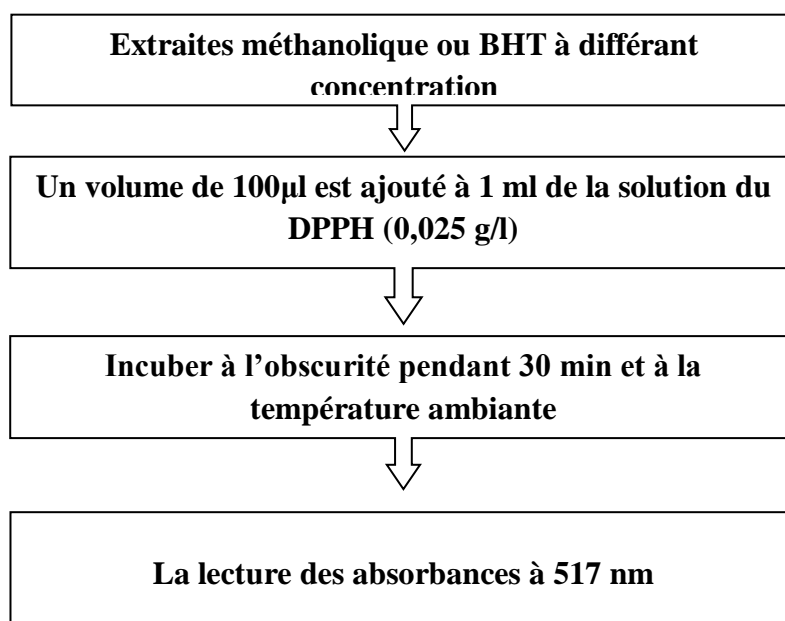 Extraites méthanolique ou BHT à différant
concentration
Un volume de 100µl est ajouté à 1 ml de la solution du
DPPH (0,025 g/l)
Incuber à l’obscurité pendant 30 min et à la
température ambiante
La lecture des absorbances à 517 nm